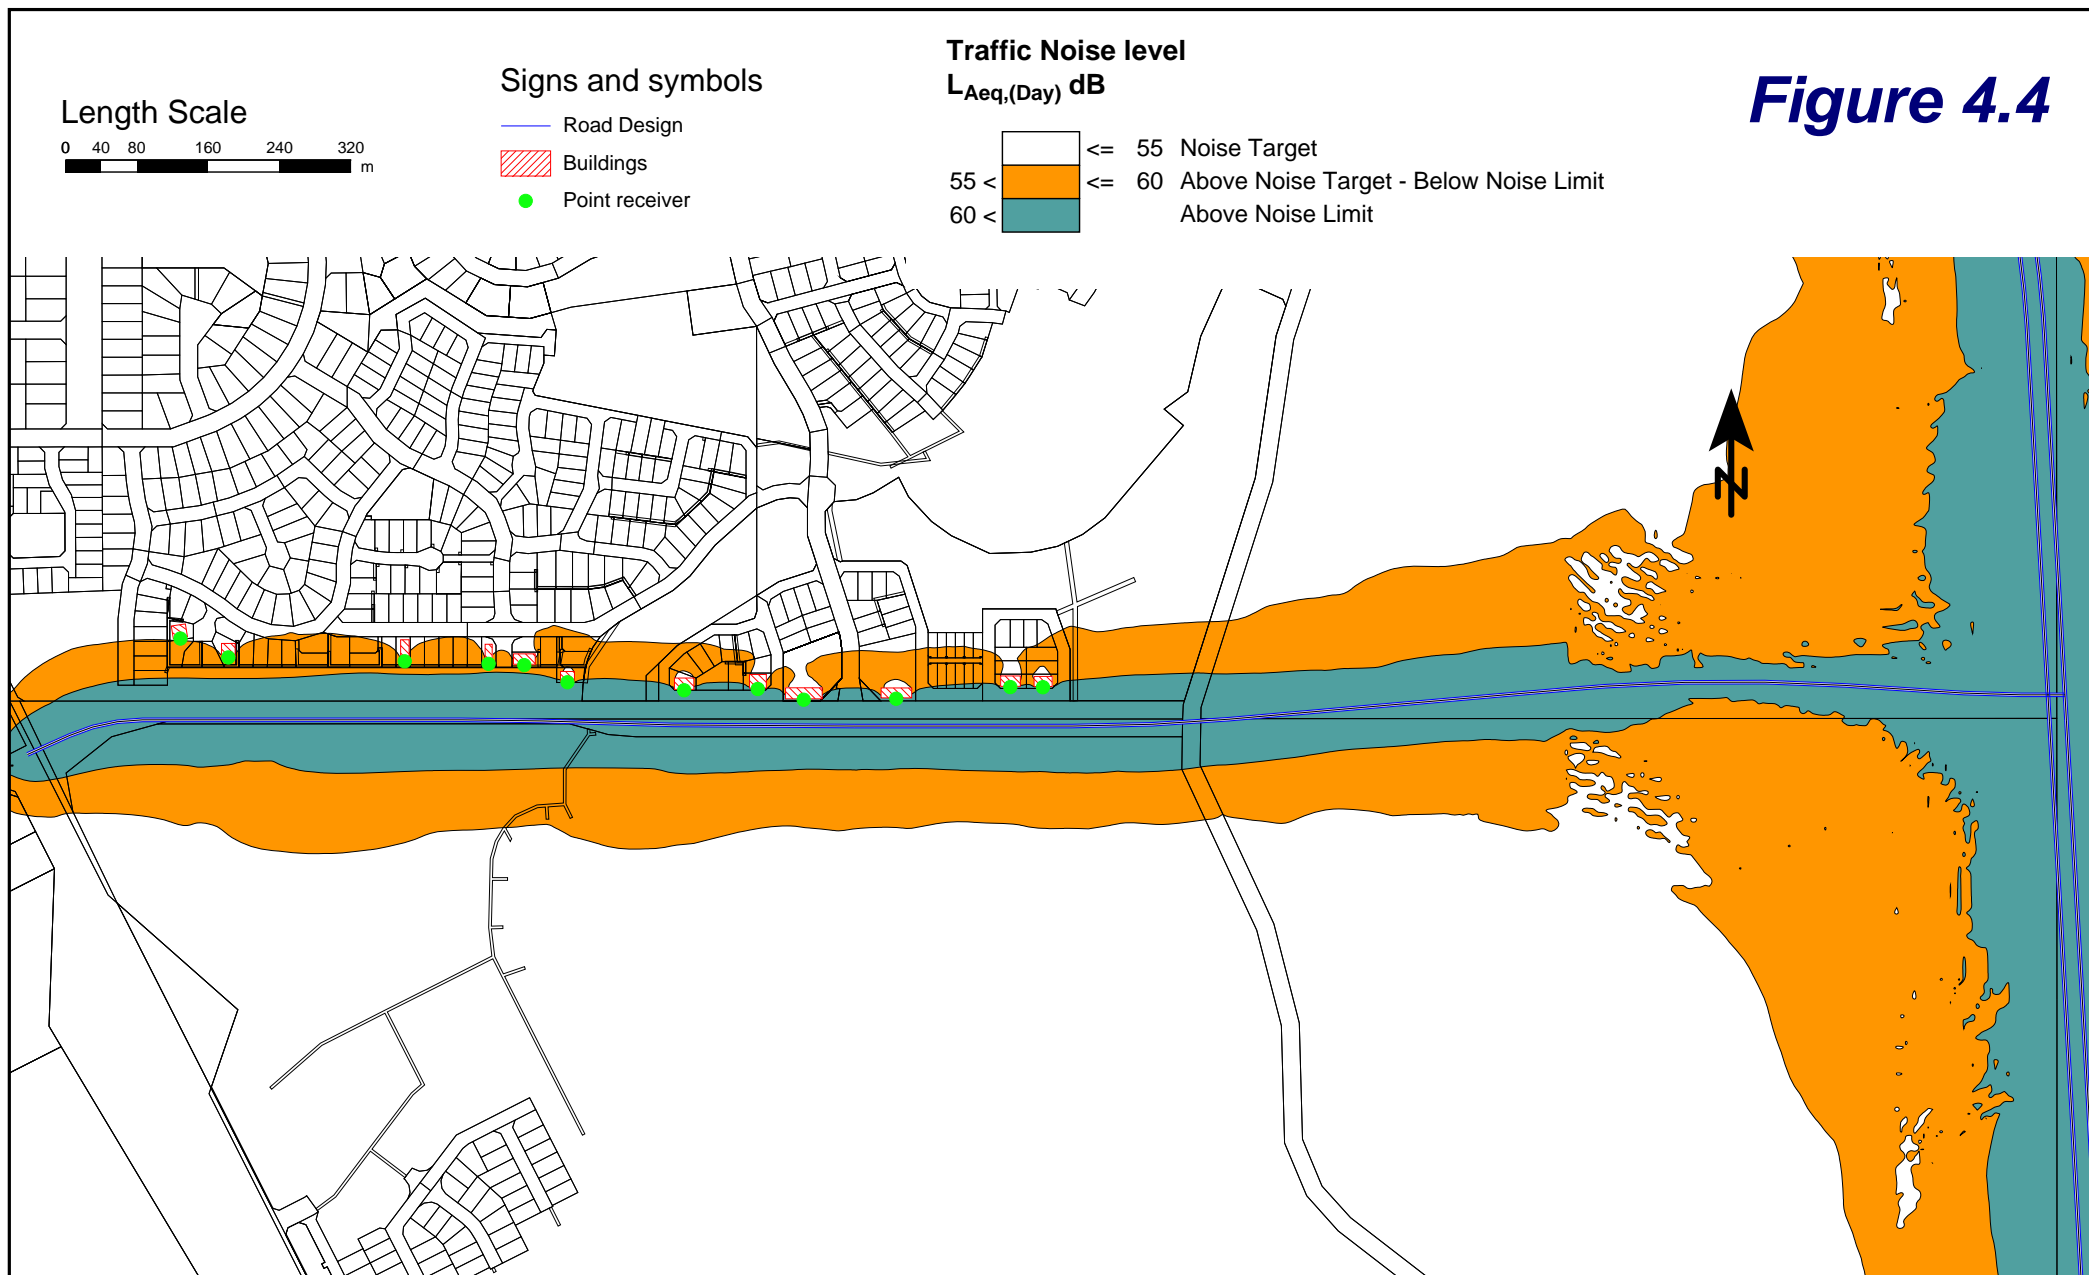 Length Scale
0 40 80 160 240 320
m
Signs and symbols
Road Design
Buildings
Point receiver
Traffic Noise level
LAeq,(Day) dB
<= 55 Noise Target
55 < <= 60 Above Noise Target - Below Noise Limit
60 < Above Noise Limit
Figure 4.4
N